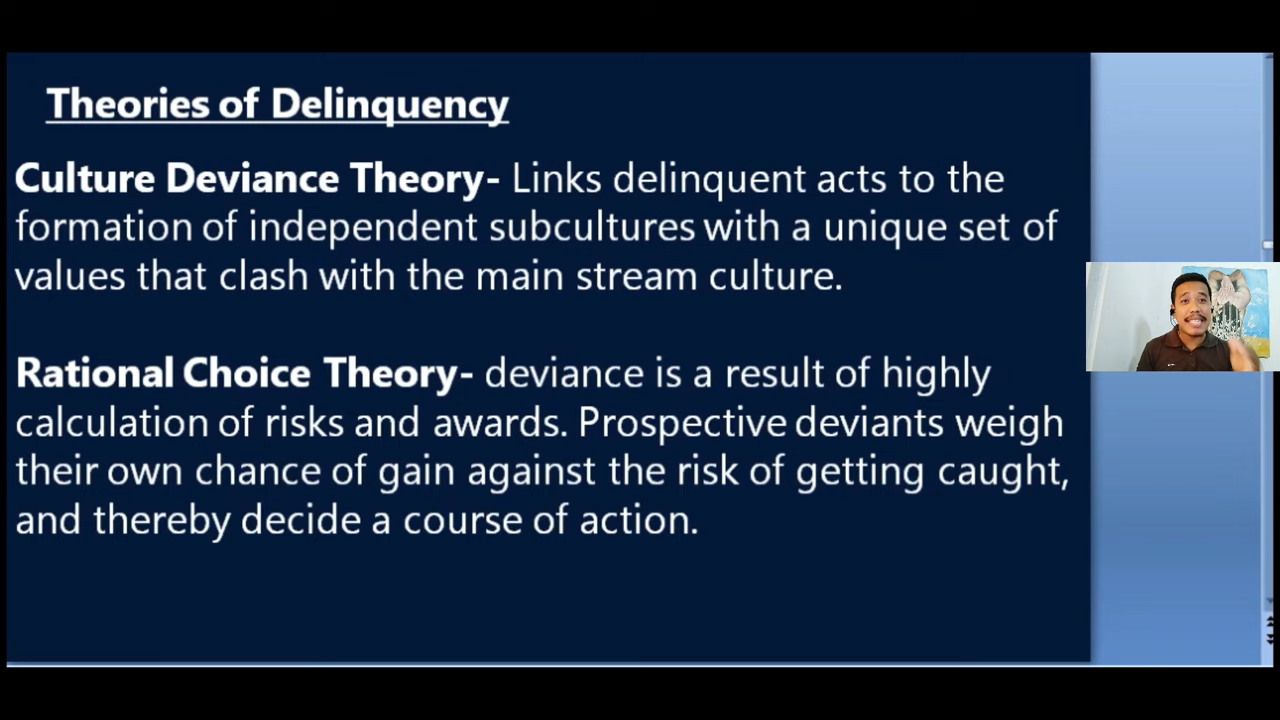 Theories of Delinquency
Culture Deviance Theory- Links delinquent acts to the
formation of independent subcultures with a unique set of
values that clash with the main stream culture.
Rational Choice Theory- deviance is a result of highly
calculation of risks and awards. Prospective deviants weigh
their own chance of gain against the risk of getting caught,
and thereby decide a course of action.